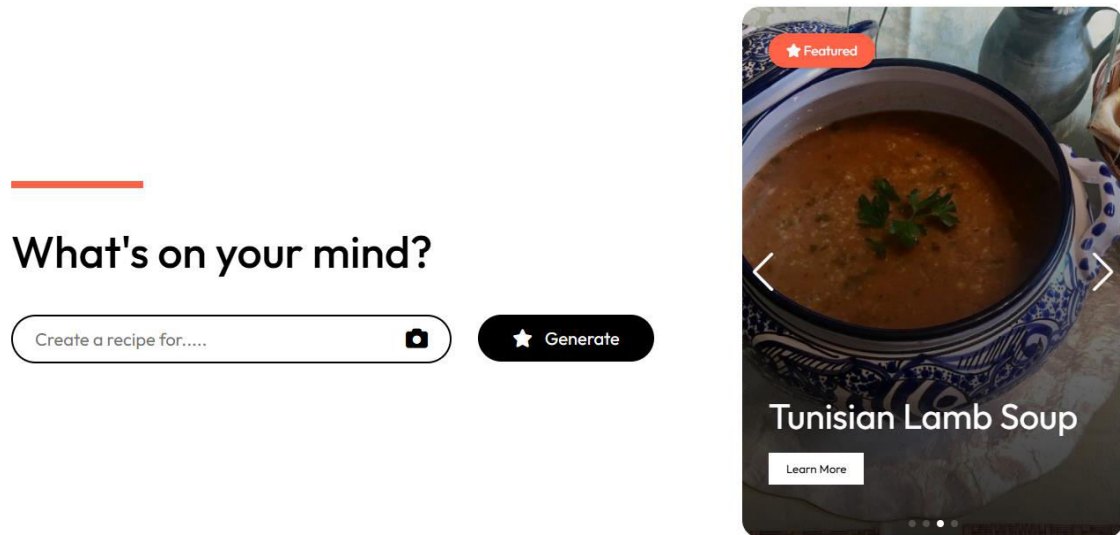 What's on your mind?
Create a recipe for.....
Generate
Featured
Tunisian Lamb Soup
Learn More